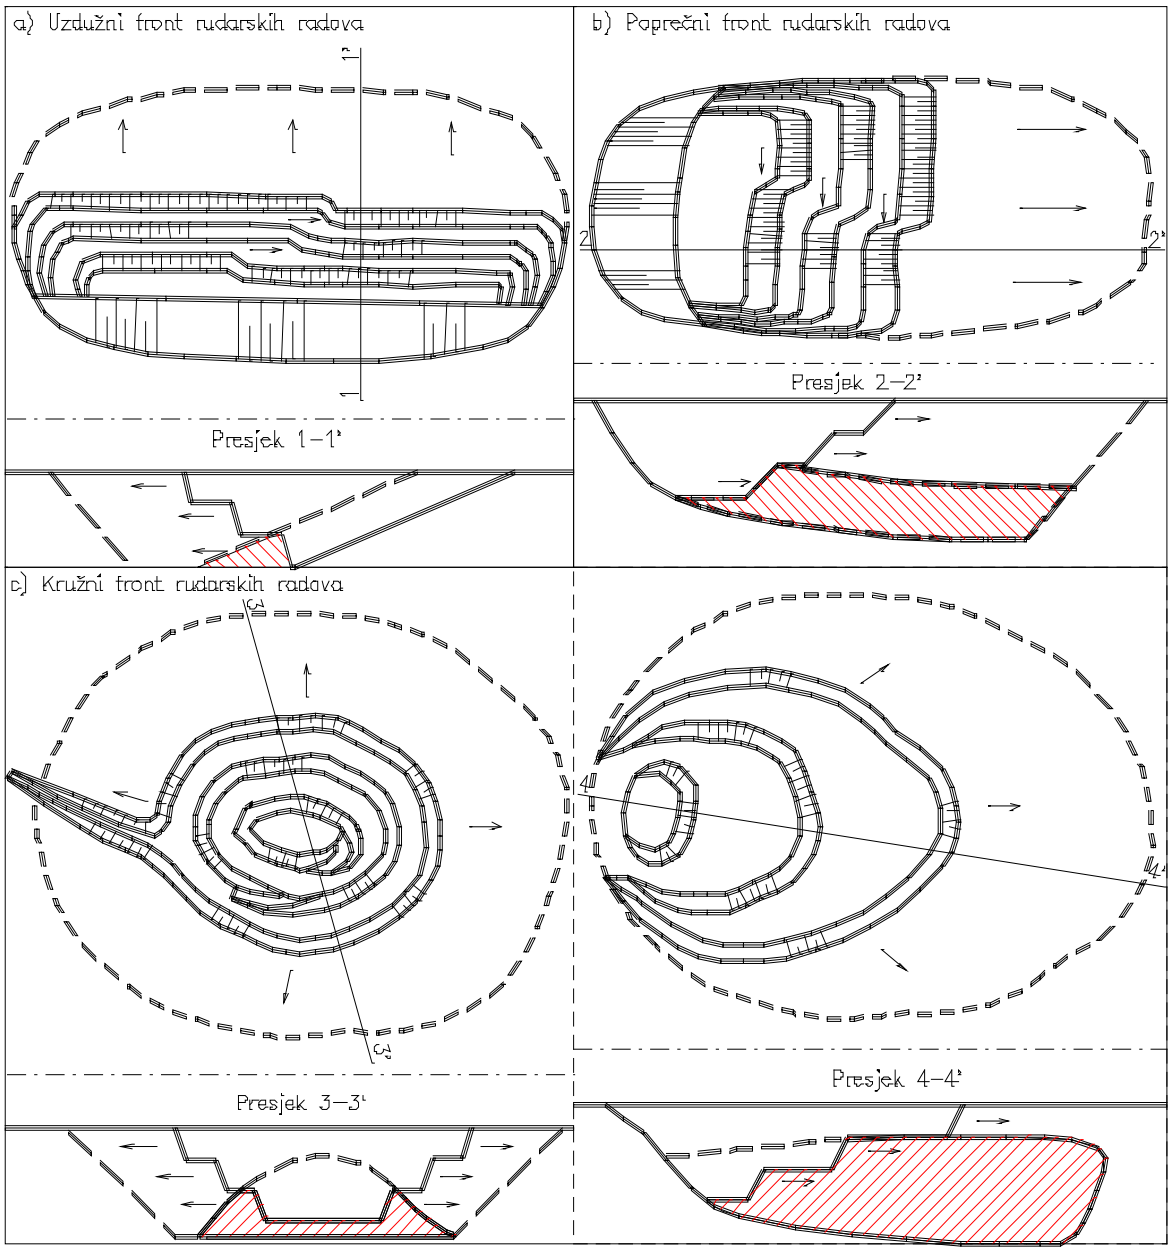 a) Uzdužni front rudarskih radova
1'
1
Presjek 1-1'
b) Poprečni front rudarskih radova
2
2'
Presjek 2-2'
c) Kružni front rudarskih radova
3
3'
Presjek 3-3'
4
4'
Presjek 4-4'